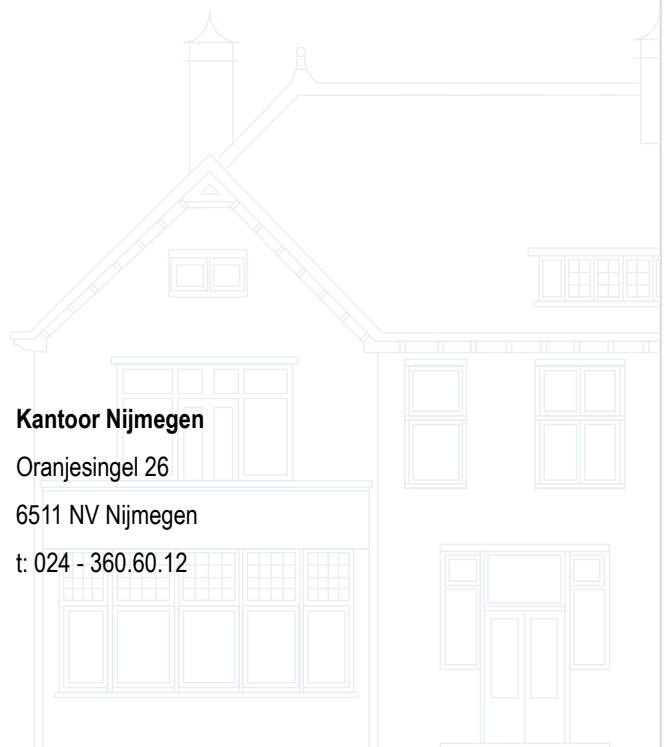 Kantoor Nijmegen
Oranjesingel 26
6511 NV Nijmegen
t: 024 - 360.60.12